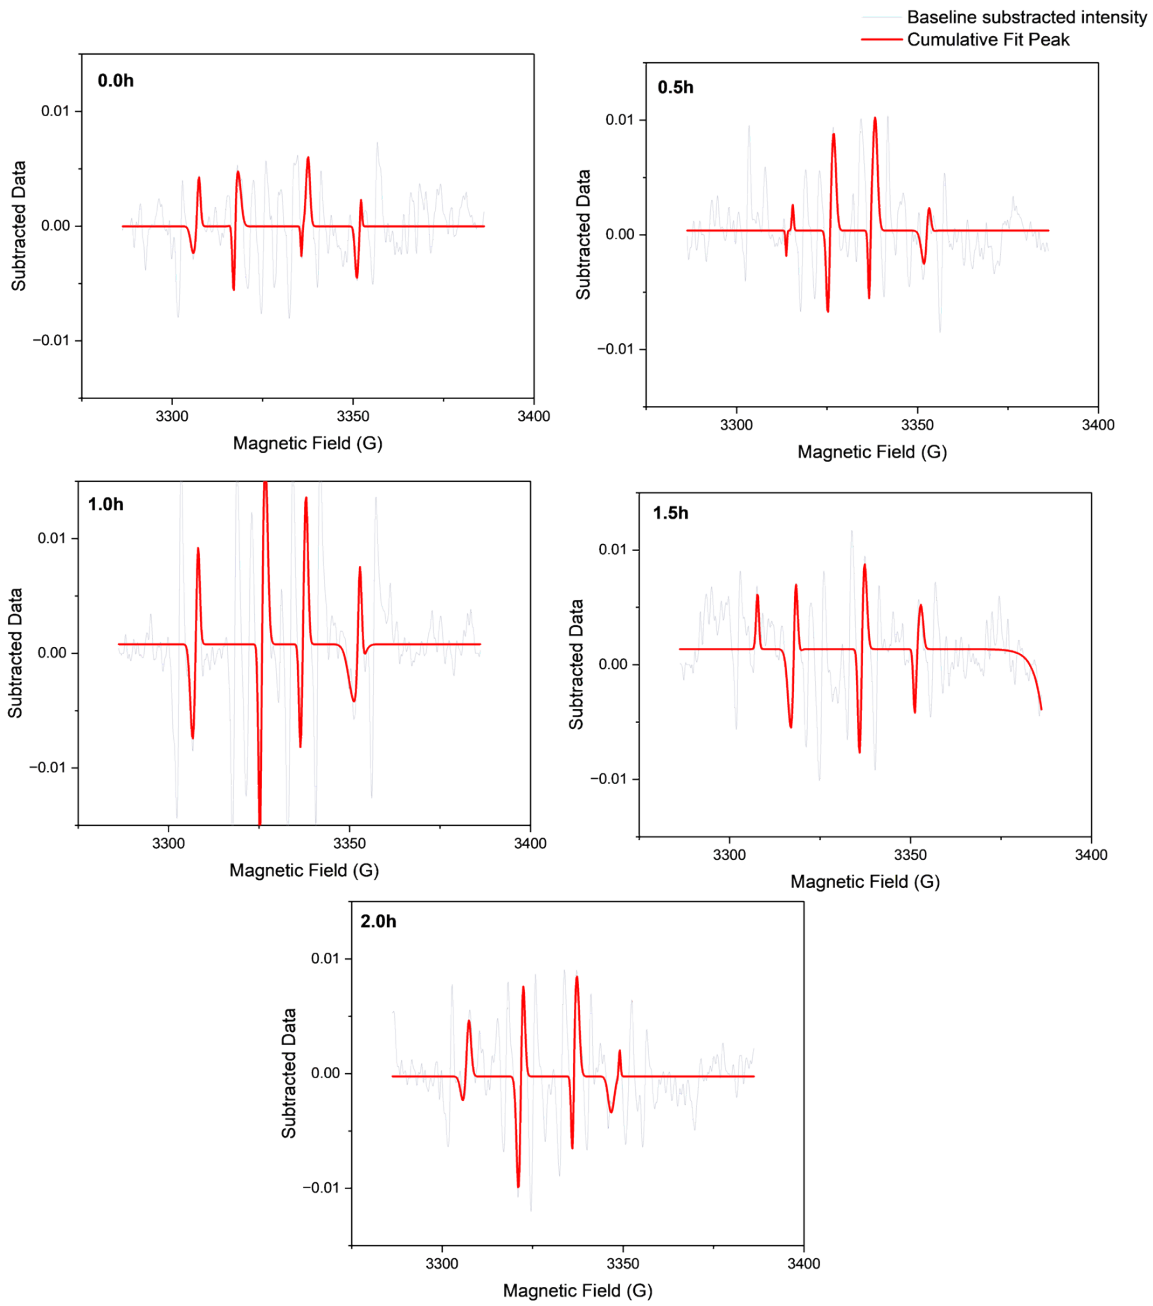 Baseline substracted intensity
Cumulative Fit Peak
0.0h
0.01
0.00
−0.01
Subtracted Data
3300
3350
3400
Magnetic Field (G)
0.5h
0.01
0.00
−0.01
Subtracted Data
3300
3350
3400
Magnetic Field (G)
1.0h
0.01
0.00
−0.01
Subtracted Data
3300
3350
3400
Magnetic Field (G)
1.5h
0.01
0.00
−0.01
Subtracted Data
3300
3350
3400
Magnetic Field (G)
2.0h
0.01
0.00
−0.01
Subtracted Data
3300
3350
3400
Magnetic Field (G)